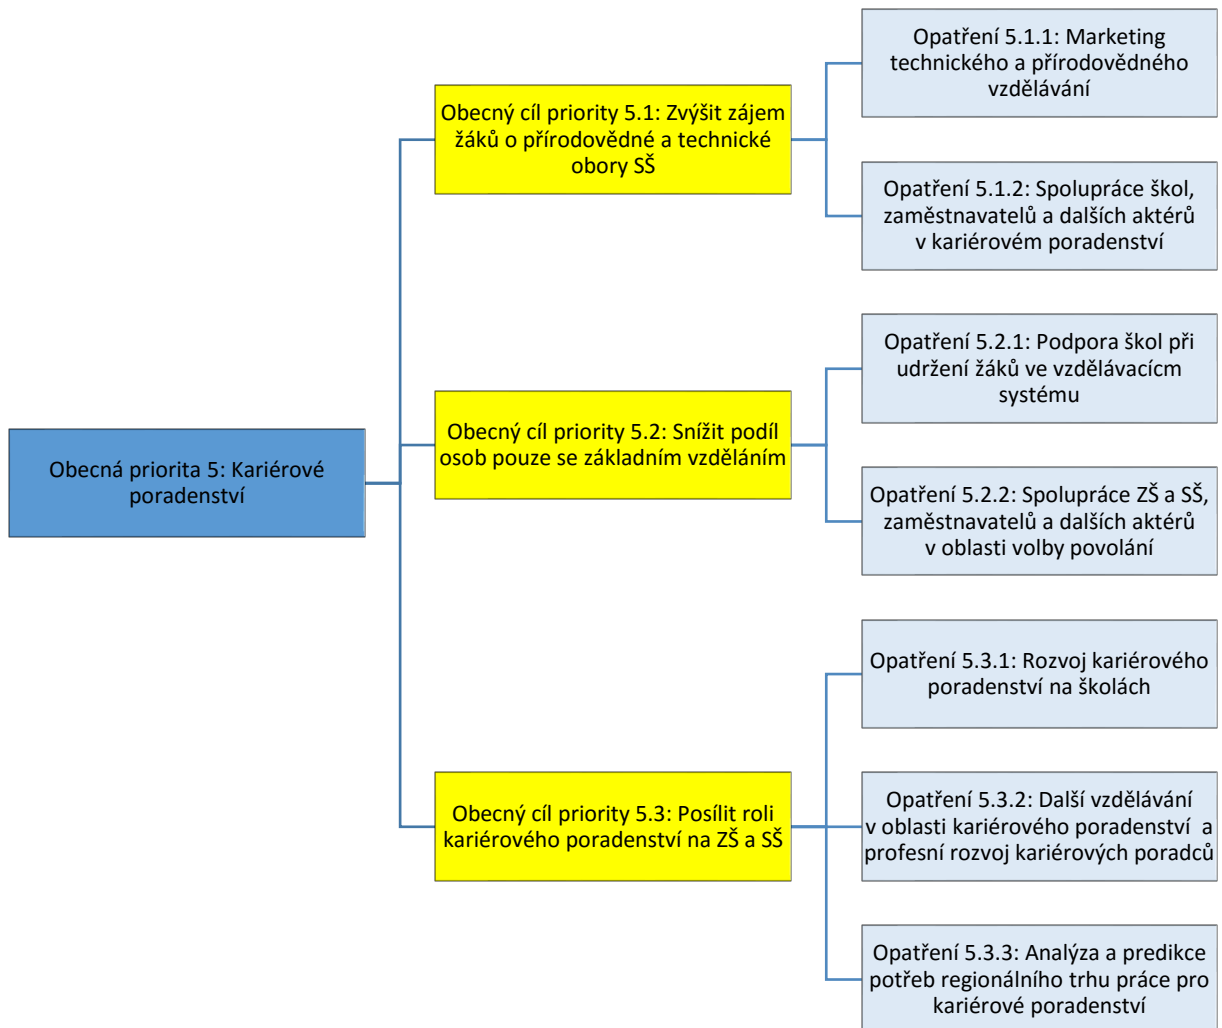 Obecná priorita 5: Kariérové
poradenství
Obecný cíl priority 5.1: Zvýšit zájem
žáků o přírodovědné a technické
obory SŠ
Opatření 5.1.1: Marketing
technického a přírodovědného
vzdělávání
Opatření 5.1.2: Spolupráce škol,
zaměstnavatelů a dalších aktérů
v kariérovém poradenství
Obecný cíl priority 5.2: Snížit podíl
osob pouze se základním vzděláním
Opatření 5.2.1: Podpora škol při
udržení žáků ve vzdělávacícm
systému
Opatření 5.2.2: Spolupráce ZŠ a SŠ,
zaměstnavatelů a dalších aktérů
v oblasti volby povolání
Obecný cíl priority 5.3: Posílit roli
kariérového poradenství na ZŠ a SŠ
Opatření 5.3.1: Rozvoj kariérového
poradenství na školách
Opatření 5.3.2: Další vzdělávání
v oblasti kariérového poradenství  a
profesní rozvoj kariérových poradců
Opatření 5.3.3: Analýza a predikce
potřeb regionálního trhu práce pro
kariérové poradenství